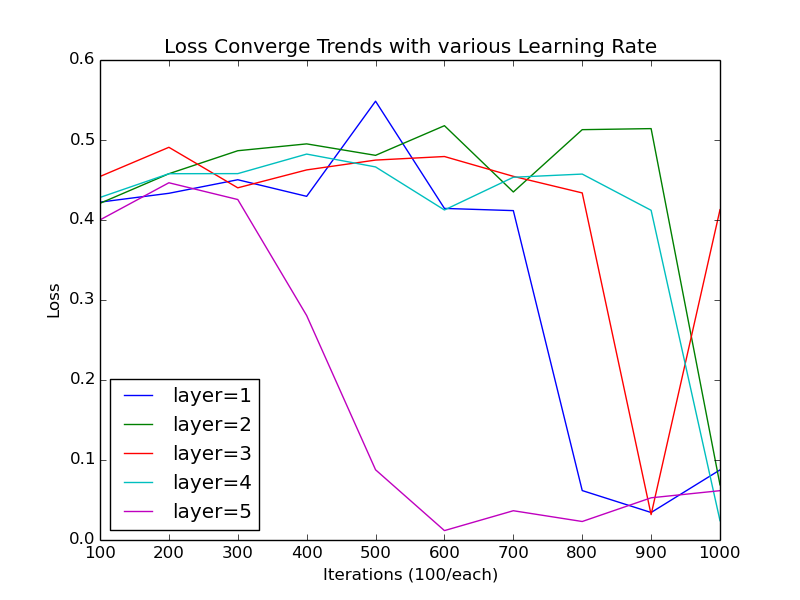 Loss Converge Trends with various Learning Rate
0.6
0.5
0.4
0.3
0.2
0.1
0.0
Loss
layer=1
layer=2
layer=3
layer=4
layer=5
100 200 300 400 500 600 700 800 900 1000
Iterations (100/each)